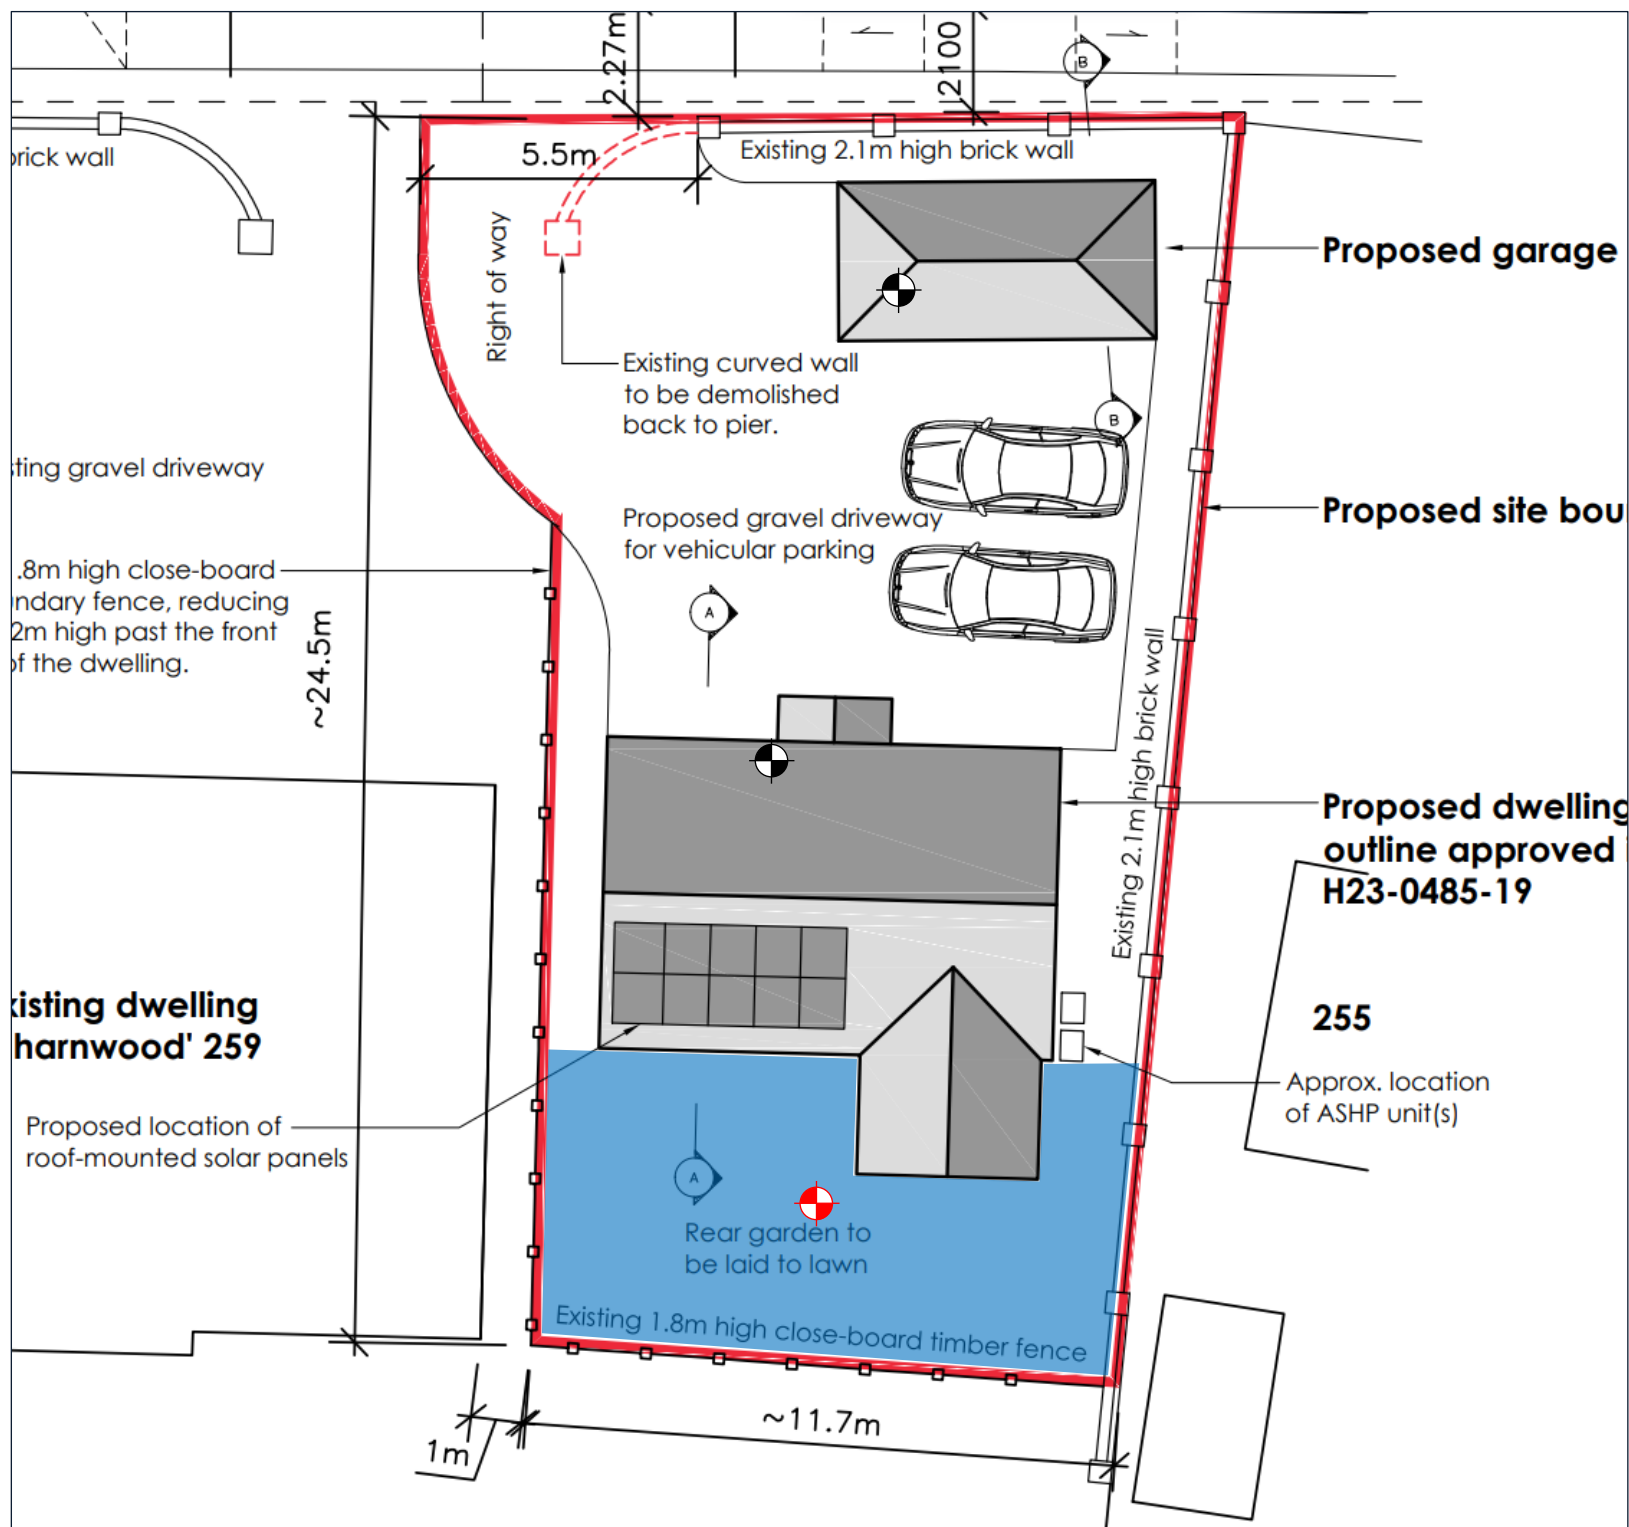 2.27m
2100
B
brick wall
5.5m
Existing 2.1m high brick wall
Right of way
Proposed garage
Existing curved wall
to be demolished
back to pier.
B
sting gravel driveway
Proposed gravel driveway
for vehicular parking
Proposed site bou
.8m high close-board
undary fence, reducing
2m high past the front
of the dwelling.
A
~24.5m
Existing 2.1m high brick wall
Proposed dwelling
outline approved
H23-0485-19
xisting dwelling
harnwood' 259
255
Approx. location
of ASHP unit(s)
Proposed location of
roof-mounted solar panels
A
Rear garden to
be laid to lawn
Existing 1.8m high close-board timber fence
~11.7m
1m